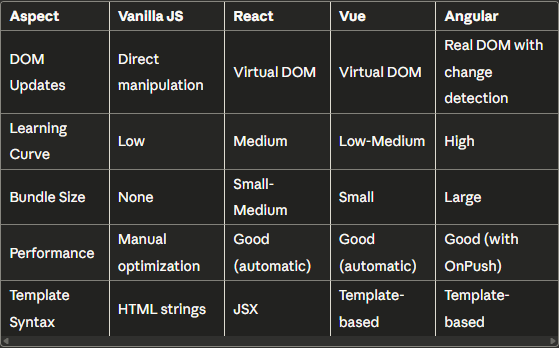 Aspect Vanilla JS React Vue Angular
DOM Updates Direct manipulation Virtual DOM Virtual DOM Real DOM with change detection
Learning Curve Low Medium Low-Medium High
Bundle Size None Small-Medium Small Large
Performance Manual optimization Good (automatic) Good (automatic) Good (with OnPush)
Template Syntax HTML strings JSX Template-based Template-based